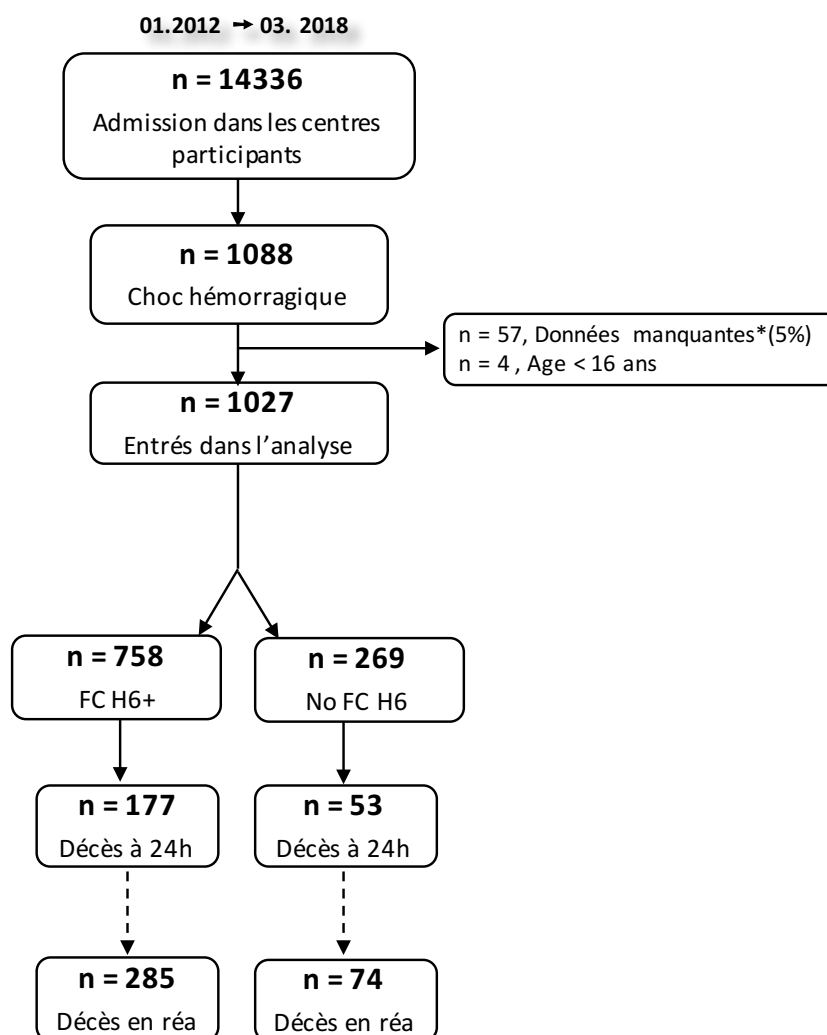 01.2012 → 03. 2018
n = 14336
Admission dans les centres
participants
n = 1088
Choc hémorragique
n = 57, Données manquantes*(5%)
n = 4 , Age < 16 ans
n = 1027
Entrés dans l’analyse
n = 758
FC H6+
n = 269
No FC H6
n = 177
Décès à 24h
n = 53
Décès à 24h
n = 285
Décès en réa
n = 74
Décès en réa